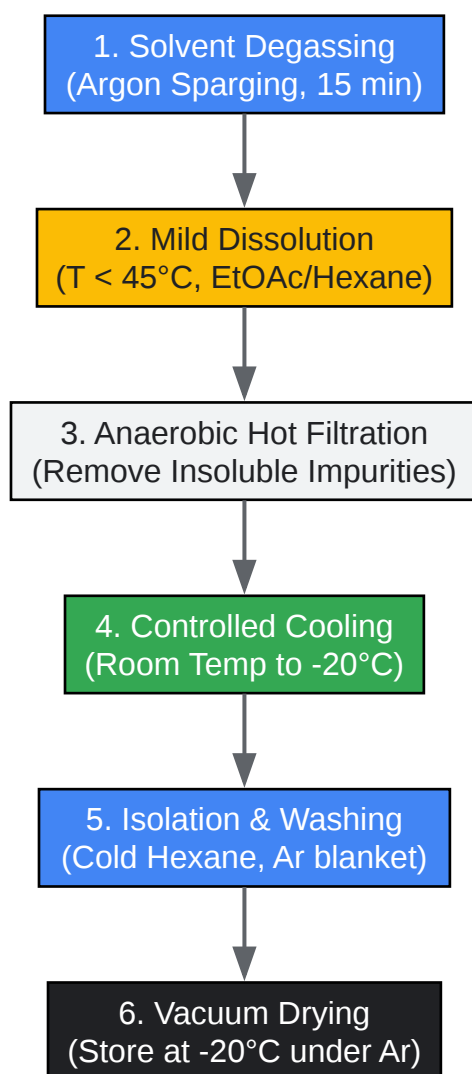 1. Solvent Degassing
(Argon Sparging, 15 min)
2. Mild Dissolution
(T < 45°C, EtOAc/Hexane)
3. Anaerobic Hot Filtration
(Remove Insoluble Impurities)
4. Controlled Cooling
(Room Temp to -20°C)
5. Isolation & Washing
(Cold Hexane, Ar blanket)
6. Vacuum Drying
(Store at -20°C under Ar)